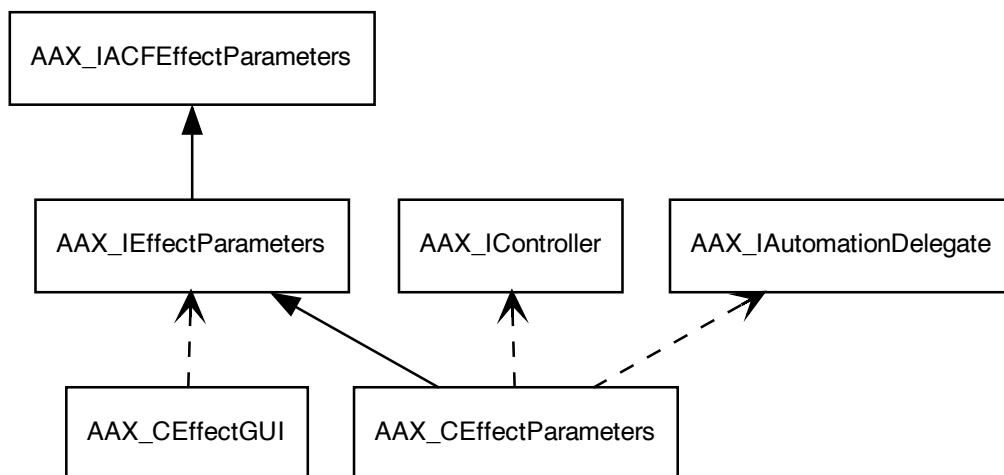 AAX_IACFEffectParameters
AAX_IEffectParameters
AAX_IController
AAX_IAutomationDelegate
AAX_CEffectGUI
AAX_CEffectParameters